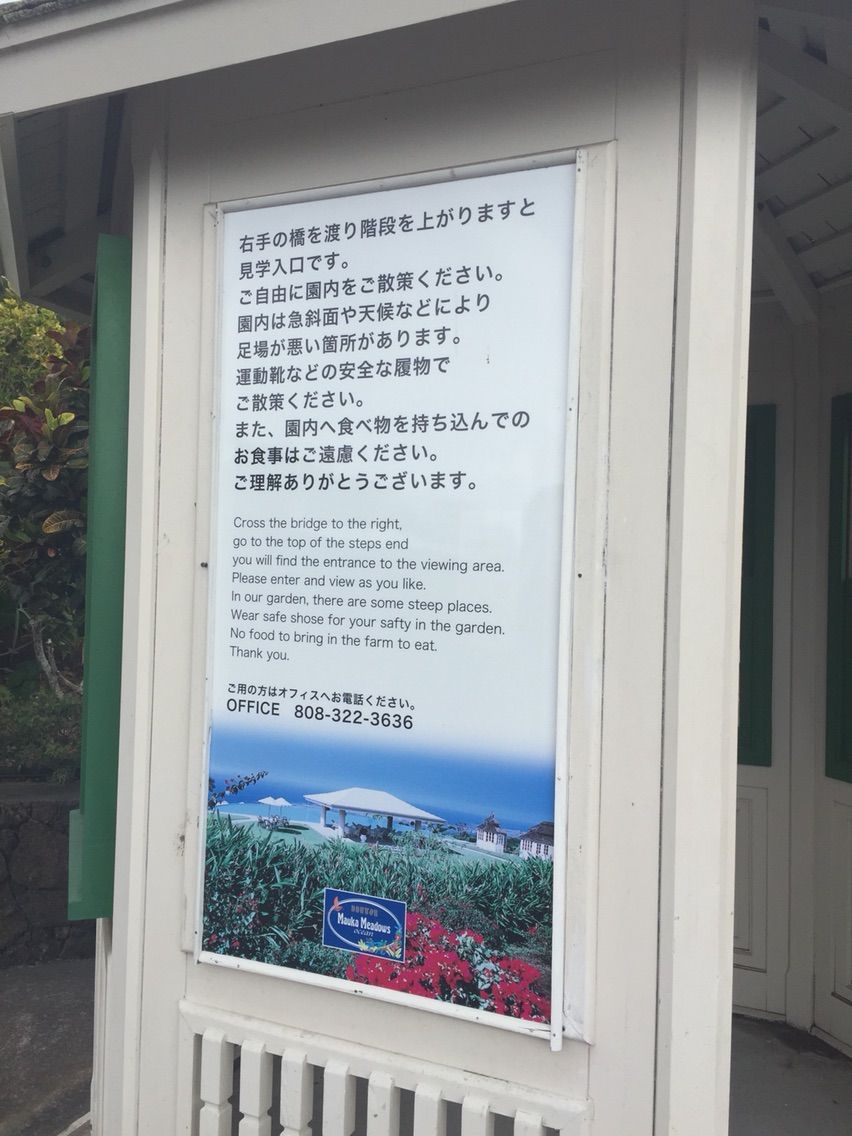 右手の橋を渡り階段を上がりますと
見学入口です。
ご自由に園内をご散策ください。
園内は急斜面や天候などにより
足場が悪い箇所があります。
運動靴などの安全な履物で
ご散策ください。
また、園内へ食べ物を持ち込んでの
お食事はご遠慮ください。
ご理解ありがとうございます。
Cross the bridge to the right,
go to the top of the steps end
you will find the entrance to the viewing area.
Please enter and view as you like.
In our garden, there are some steep places.
Wear safe shose for your safty in the garden.
No food to bring in the farm to eat.
Thank you.
ご用の方はオフィスへお電話ください。
OFFICE 808-322-3636
Mauka Meadows
ocean